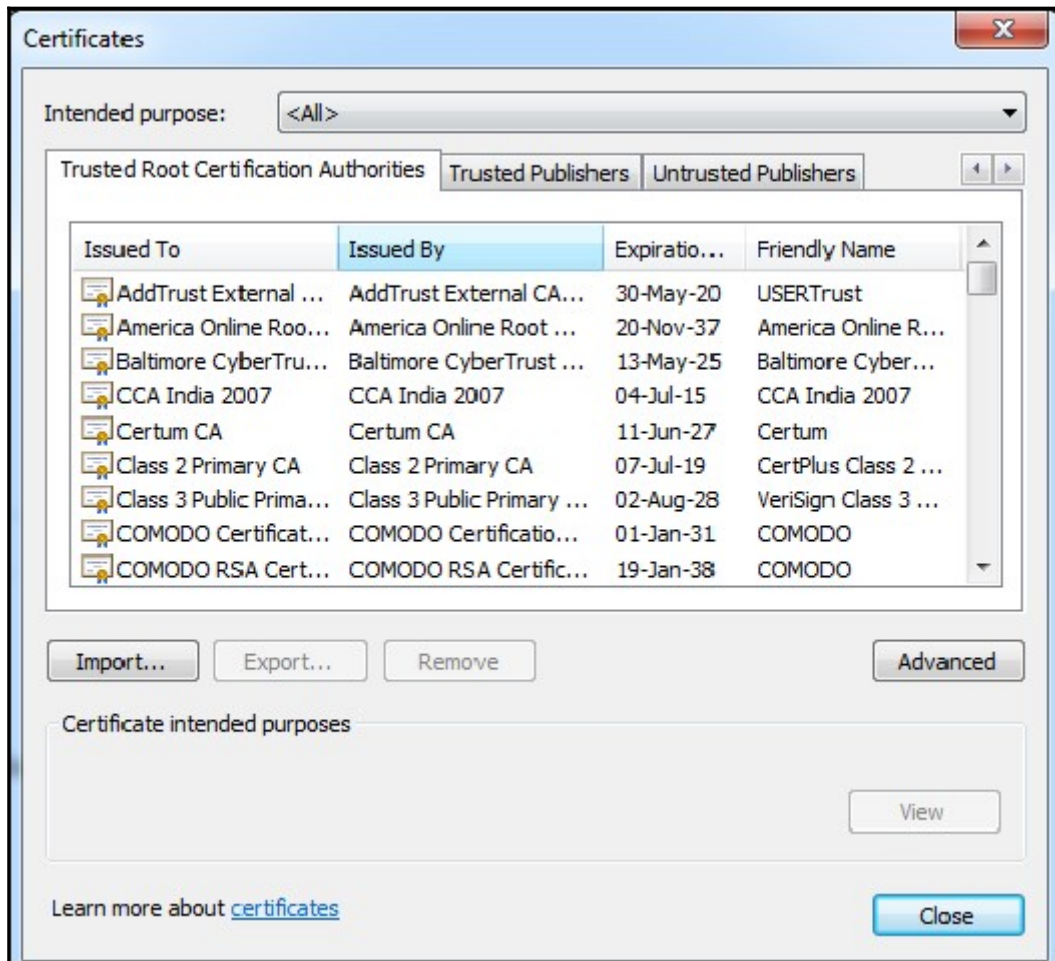 Certificates
Intended purpose: <All>
Trusted Root Certification Authorities Trusted Publishers Untrusted Publishers
Issued To Issued By Expiratio... Friendly Name
AddTrust External ... AddTrust External CA... 30-May-20 USERTrust
America Online Roo... America Online Root ... 20-Nov-37 America Online R...
Baltimore CyberTru... Baltimore CyberTrust ... 13-May-25 Baltimore Cyber...
CCA India 2007 CCA India 2007 04-Jul-15 CCA India 2007
Certum CA Certum CA 11-Jun-27 Certum
Class 2 Primary CA Class 2 Primary CA 07-Jul-19 CertPlus Class 2 ...
Class 3 Public Prima... Class 3 Public Primary ... 02-Aug-28 VeriSign Class 3 ...
COMODO Certificat... COMODO Certificatio... 01-Jan-31 COMODO
COMODO RSA Cert... COMODO RSA Certific... 19-Jan-38 COMODO
Import... Export... Remove Advanced
Certificate intended purposes
View
Learn more about certificates
Close